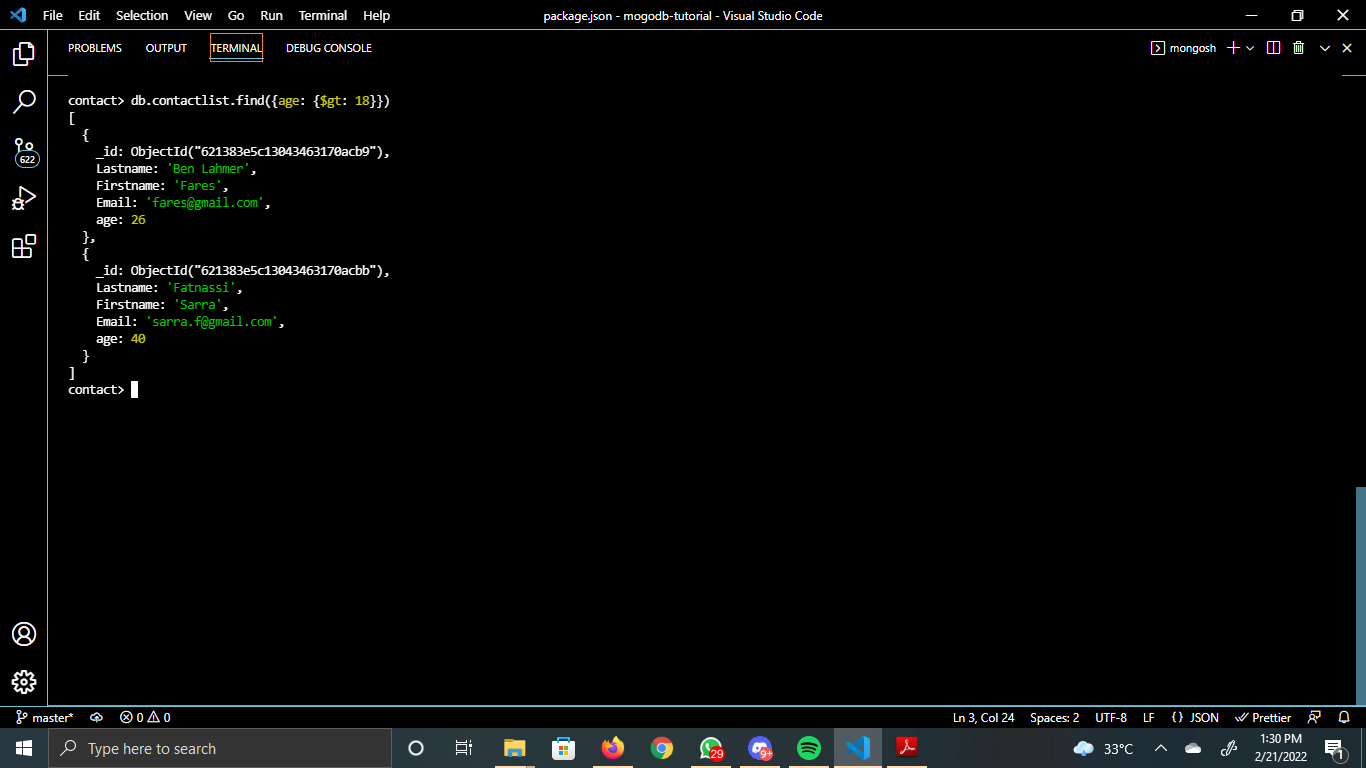 File Edit Selection View Go Run Terminal Help package.json - mogodb-tutorial - Visual Studio Code
PROBLEMS OUTPUT TERMINAL DEBUG CONSOLE mongosh
contact> db.contactlist.find({age: {$gt: 18}})
[
  {
    _id: ObjectId("621383e5c13043463170acb9"),
    Lastname: 'Ben Lahmer',
    Firstname: 'Fares',
    Email: 'fares@gmail.com',
    age: 26
  },
  {
    _id: ObjectId("621383e5c13043463170acbb"),
    Lastname: 'Fatnassi',
    Firstname: 'Sarra',
    Email: 'sarra.f@gmail.com',
    age: 40
  }
]
contact>
622
master* 0 0 Ln 3, Col 24 Spaces: 2 UTF-8 LF {} JSON Prettier
Type here to search 29 9+ 33°C 1:30 PM
2/21/2022 1